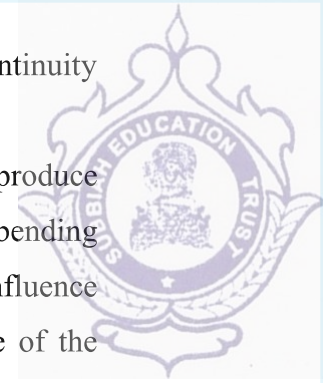 ntinuity
produce
pending
nfluence
e of the
SUBBIAH EDUCATION TRUST